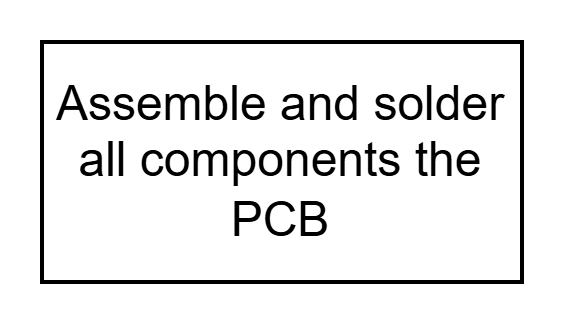 Assemble and solder
all components the
PCB